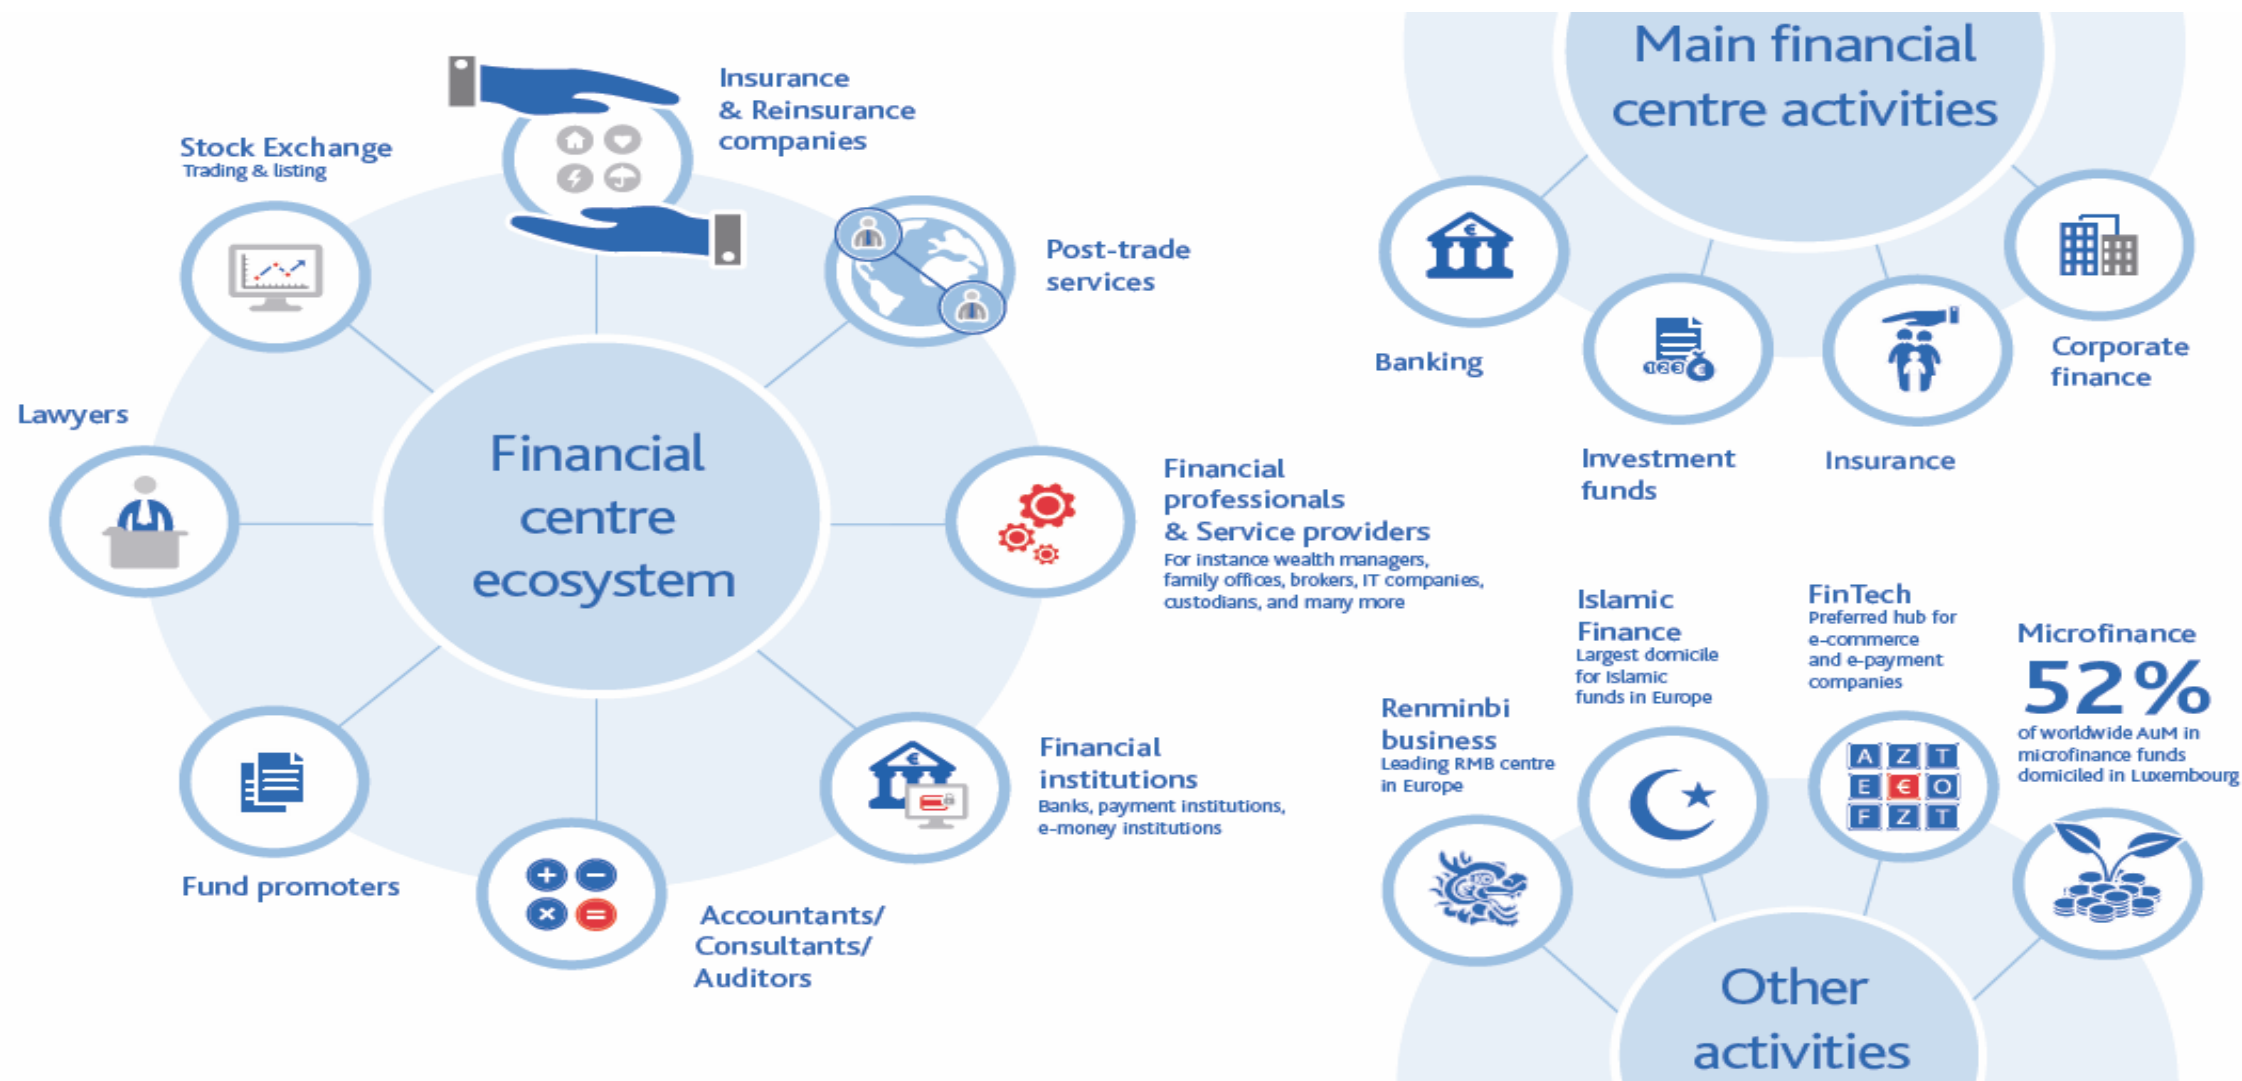 Insurance
& Reinsurance
companies
Stock Exchange
Trading & listing
Post-trade
services
Lawyers
Financial
centre
ecosystem
Financial
professionals
& Service providers
For instance wealth managers,
family offices, brokers, IT companies,
custodians, and many more
Fund promoters
€
Financial
institutions
Banks, payment institutions,
e-money institutions
+ −
× =
Accountants/
Consultants/
Auditors
Main financial
centre activities
€
Banking
123 €
Investment
funds
Insurance
Corporate
finance
Renminbi
business
Leading RMB centre
in Europe
Islamic
Finance
Largest domicile
for Islamic
funds in Europe
FinTech
Preferred hub for
e-commerce
and e-payment
companies
A Z T
E € O
F Z T
Microfinance
52%
of worldwide AuM in
microfinance funds
domiciled in Luxembourg
Other
activities